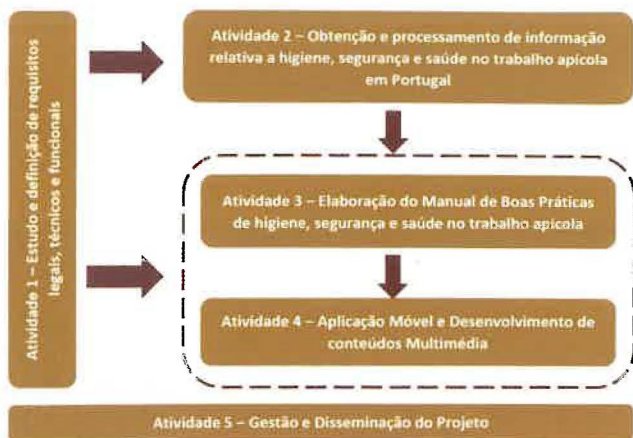 Atividade 1 – Estudo e definição de requisitos
legais, técnicos e funcionais
Atividade 2 – Obtenção e processamento de informação
relativa a higiene, segurança e saúde no trabalho apícola
em Portugal
Atividade 3 – Elaboração do Manual de Boas Práticas
de higiene, segurança e saúde no trabalho apícola
Atividade 4 – Aplicação Móvel e Desenvolvimento de
conteúdos Multimédia
Atividade 5 – Gestão e Disseminação do Projeto